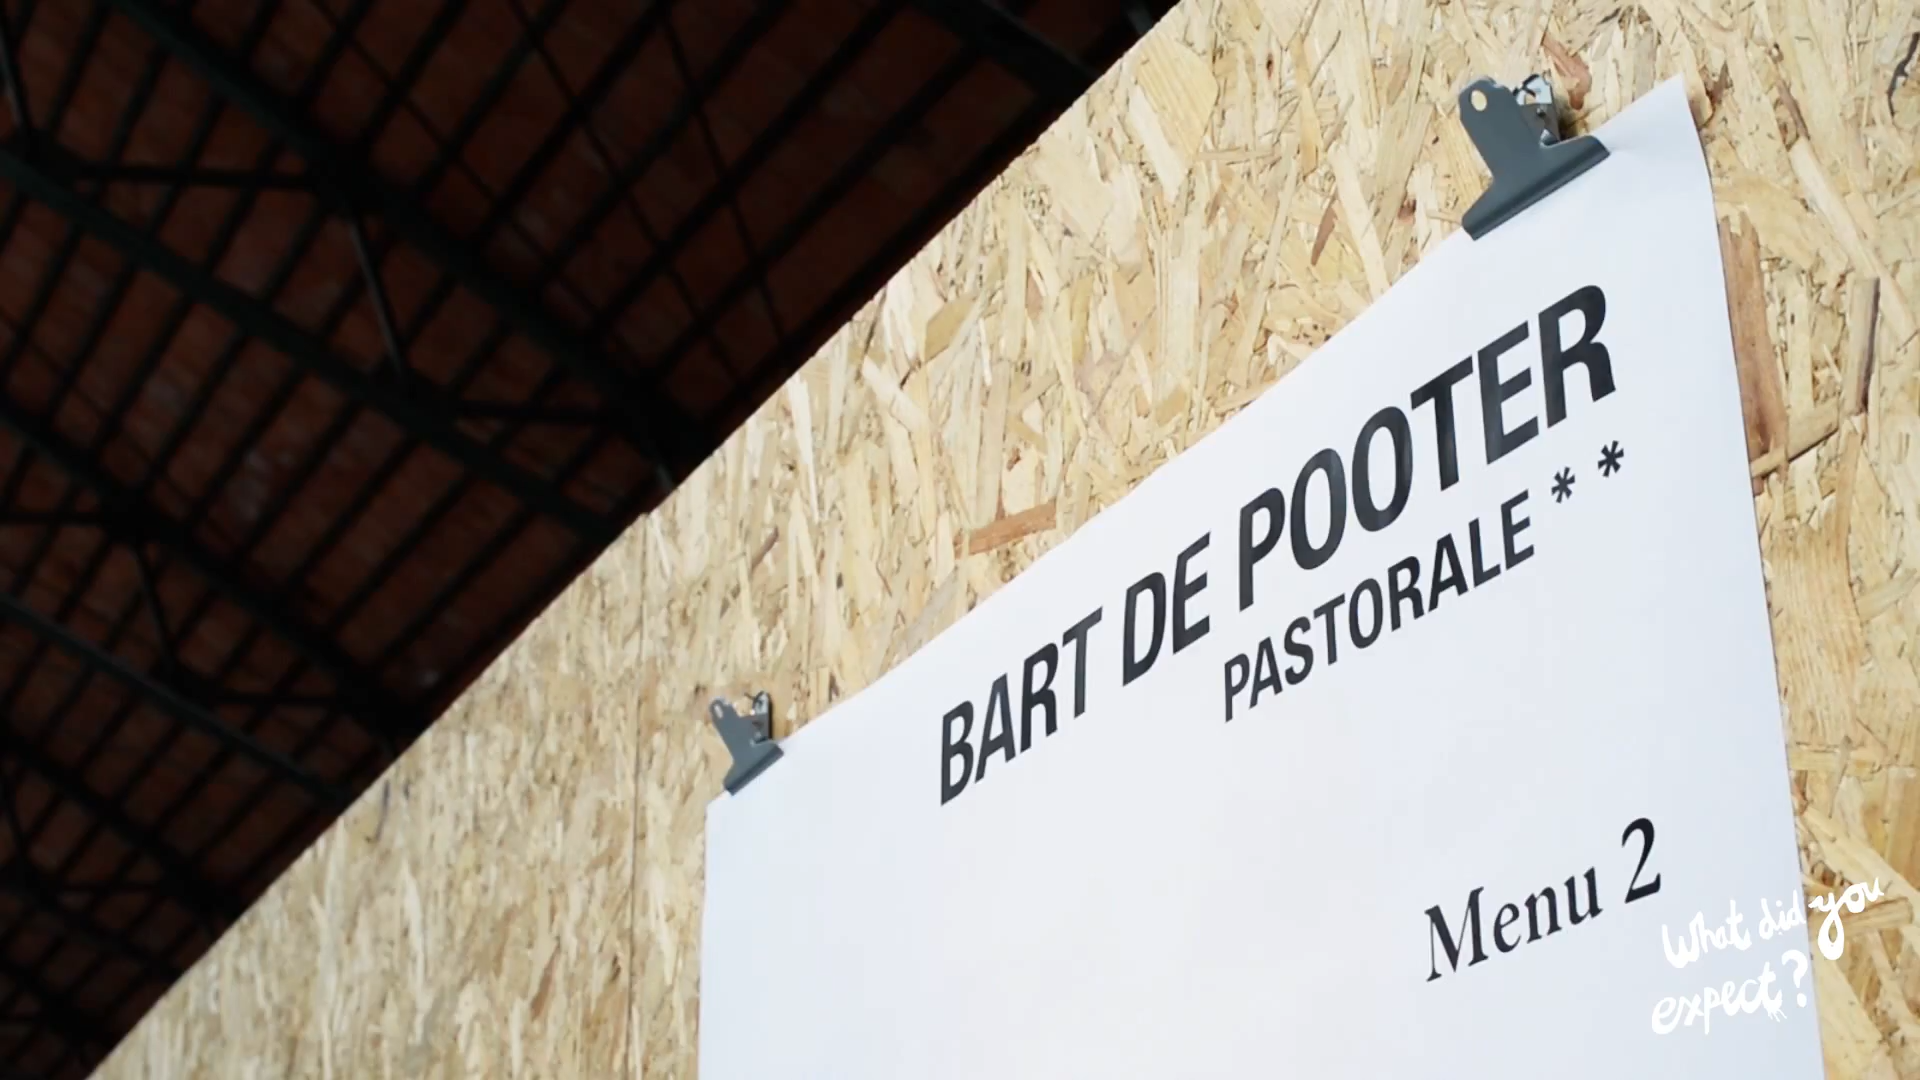 BART DE POOTER
PASTORALE * *
Menu 2
What did you
expect?